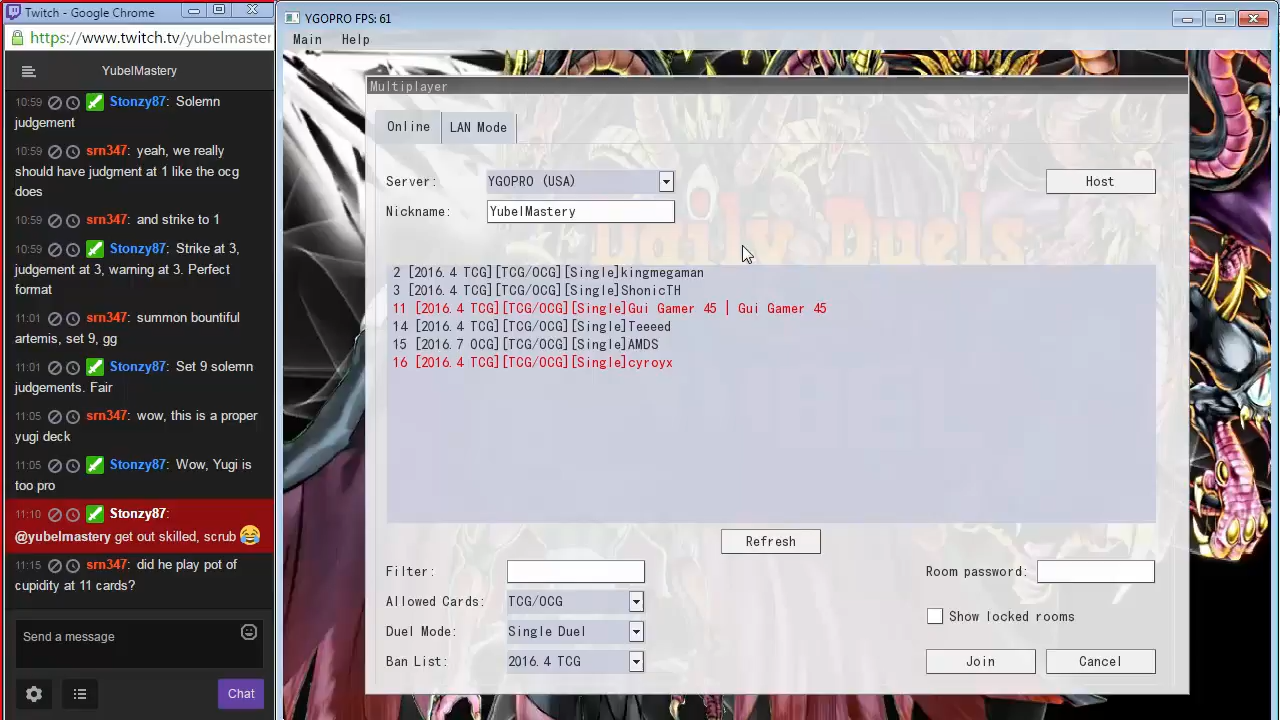 Twitch - Google Chrome
https://www.twitch.tv/yubelmaster
YubelMastery
10:59 Stonzy87: Solemn
judgement
10:59 srn347: yeah, we really
should have judgment at 1 like the ocg
does
10:59 srn347: and strike to 1
10:59 Stonzy87: Strike at 3,
judgement at 3, warning at 3. Perfect
format
11:01 srn347: summon bountiful
artemis, set 9, gg
11:01 Stonzy87: Set 9 solemn
judgements. Fair
11:05 srn347: wow, this is a proper
yugi deck
11:05 Stonzy87: Wow, Yugi is
too pro
11:10 Stonzy87:
@yubelmastery get out skilled, scrub 😂
11:15 srn347: did he play pot of
cupidity at 11 cards?
Send a message
Chat
YGOPRO FPS: 61
Main Help
Multiplayer
Online LAN Mode
Server: YGOPRO (USA) Host
Nickname: YubelMastery
Daily Duels
2 [2016.4 TCG][TCG/OCG][Single]kingmegaman
3 [2016.4 TCG][TCG/OCG][Single]ShonicTH
11 [2016.4 TCG][TCG/OCG][Single]Gui Gamer 45 | Gui Gamer 45
14 [2016.4 TCG][TCG/OCG][Single]Teeeed
15 [2016.7 OCG][TCG/OCG][Single]AMDS
16 [2016.4 TCG][TCG/OCG][Single]cyroyx
Refresh
Filter: Room password:
Allowed Cards: TCG/OCG Show locked rooms
Duel Mode: Single Duel
Ban List: 2016.4 TCG Join Cancel